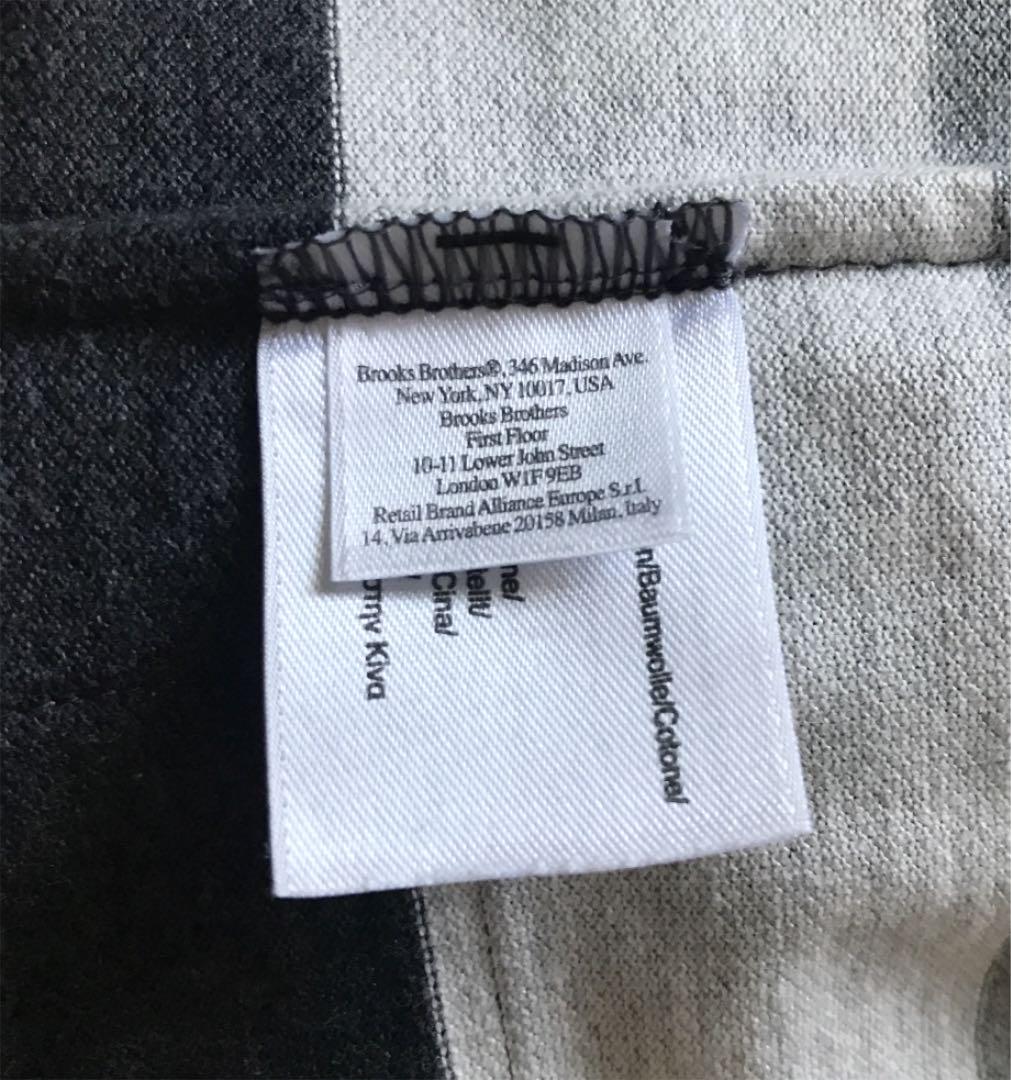 Brooks Brothers®, 346 Madison Ave.
New York, NY 10017, USA
Brooks Brothers
First Floor
10-11 Lower John Street
London W1F 9EB
Retail Brand Alliance Europe S.r.l.
14, Via Arrivabene 20158 Milan, Italy
n/Baumwolle/Cotone/
ne/
Cina/
Kiva